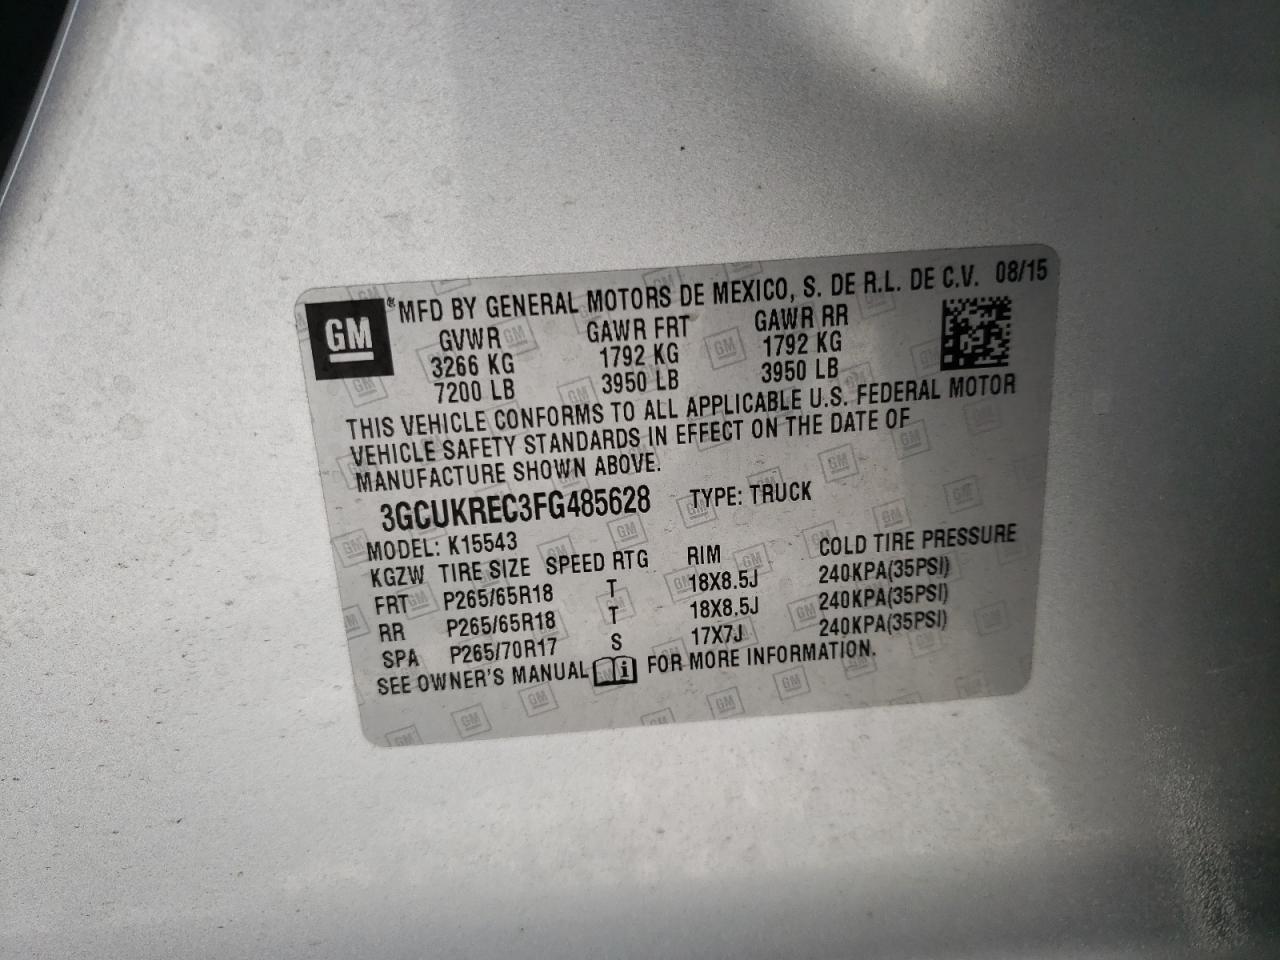 GM
® MFD BY GENERAL MOTORS DE MEXICO, S. DE R.L. DE C.V. 08/15
GVWR GAWR FRT GAWR RR
3266 KG 1792 KG 1792 KG
7200 LB 3950 LB 3950 LB
THIS VEHICLE CONFORMS TO ALL APPLICABLE U.S. FEDERAL MOTOR
VEHICLE SAFETY STANDARDS IN EFFECT ON THE DATE OF
MANUFACTURE SHOWN ABOVE.
3GCUKREC3FG485628 TYPE: TRUCK
MODEL: K15543
KGZW TIRE SIZE SPEED RTG RIM COLD TIRE PRESSURE
FRT P265/65R18 T 18X8.5J 240KPA(35PSI)
RR P265/65R18 T 18X8.5J 240KPA(35PSI)
SPA P265/70R17 S 17X7J 240KPA(35PSI)
SEE OWNER'S MANUAL FOR MORE INFORMATION.